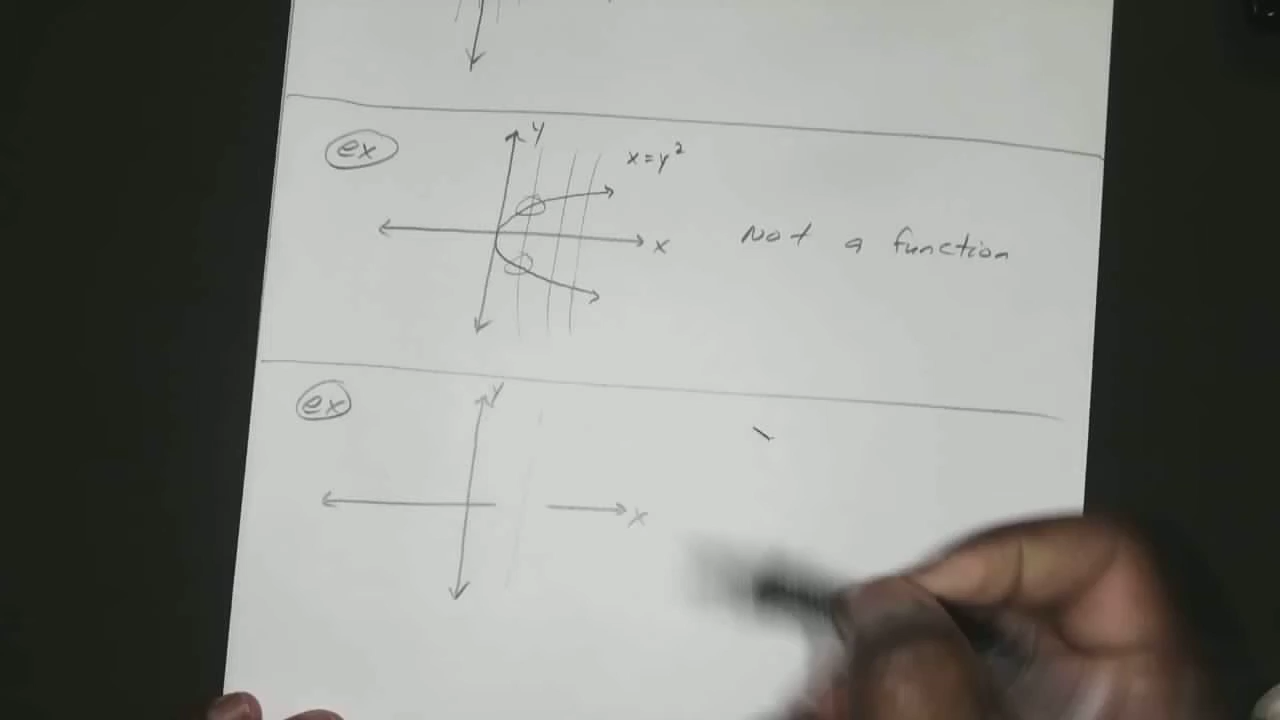 ex
y
x = y²
x
Not a function
ex
y
x